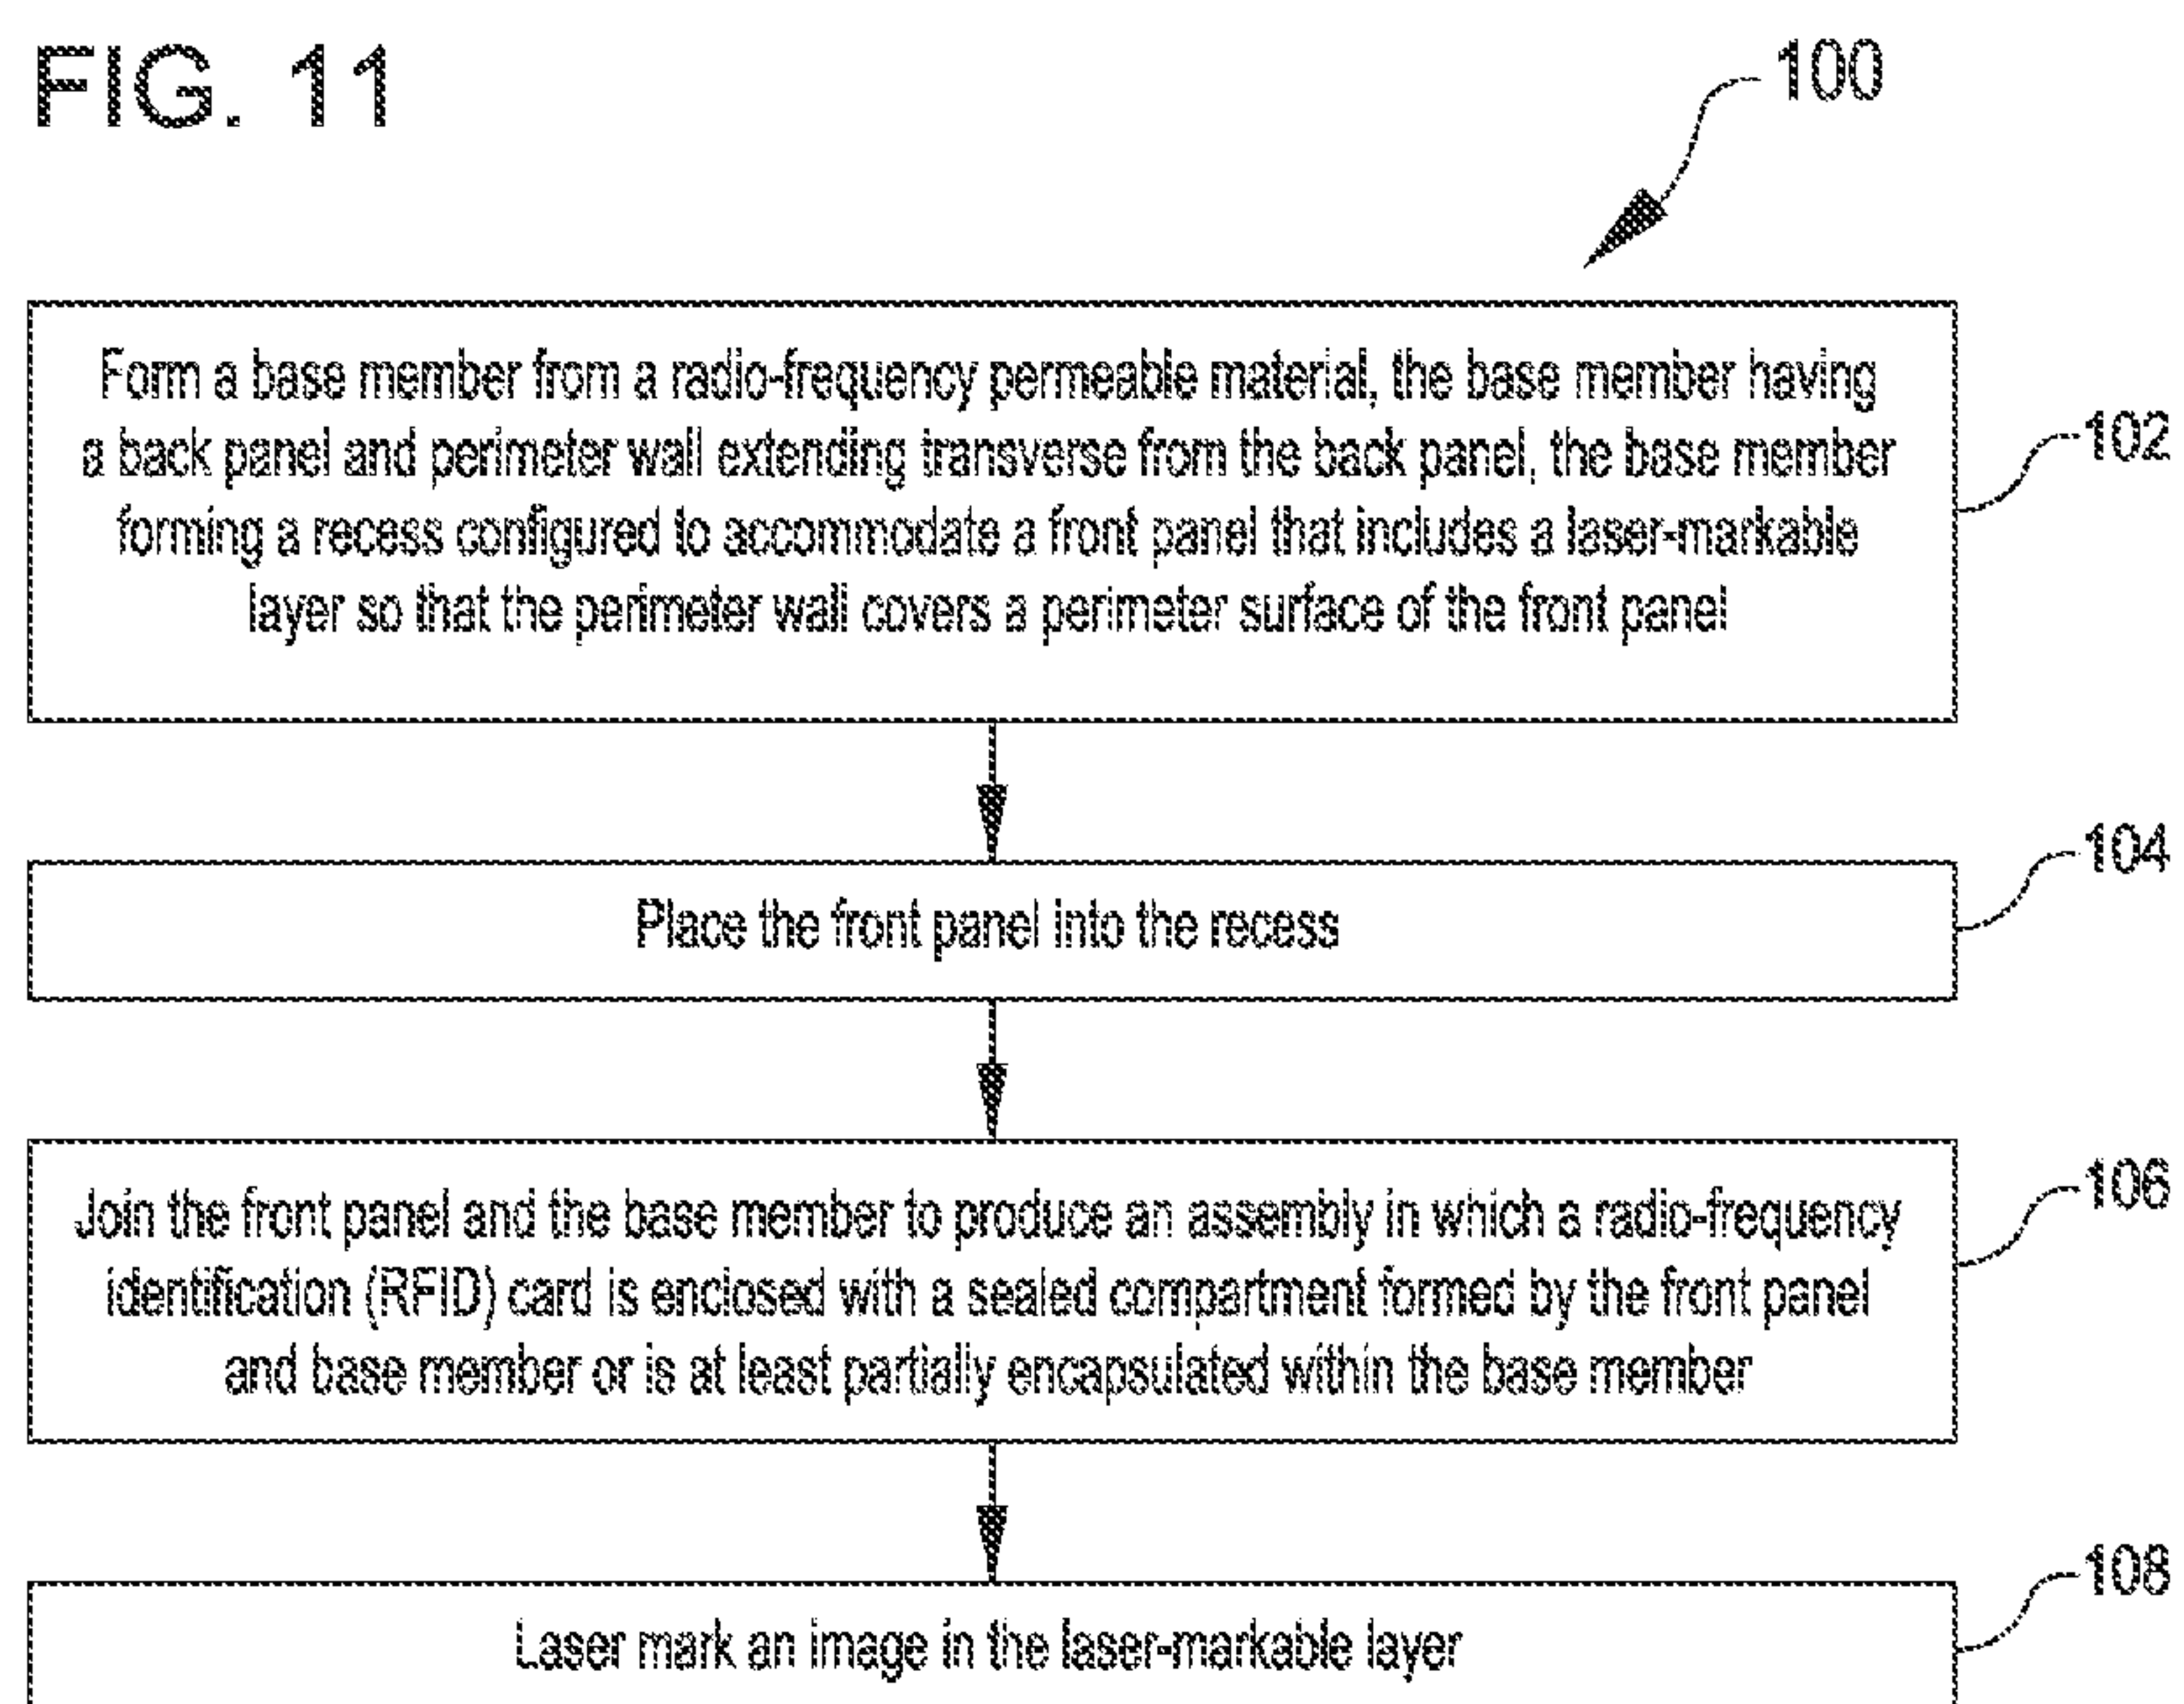 FIG. 11
100
Form a base member from a radio-frequency permeable material, the base member having
a back panel and perimeter wall extending transverse from the back panel, the base member
forming a recess configured to accommodate a front panel that includes a laser-markable
layer so that the perimeter wall covers a perimeter surface of the front panel
102
Place the front panel into the recess
104
Join the front panel and the base member to produce an assembly in which a radio-frequency
identification (RFID) card is enclosed with a sealed compartment formed by the front panel
and base member or is at least partially encapsulated within the base member
106
Laser mark an image in the laser-markable layer
108